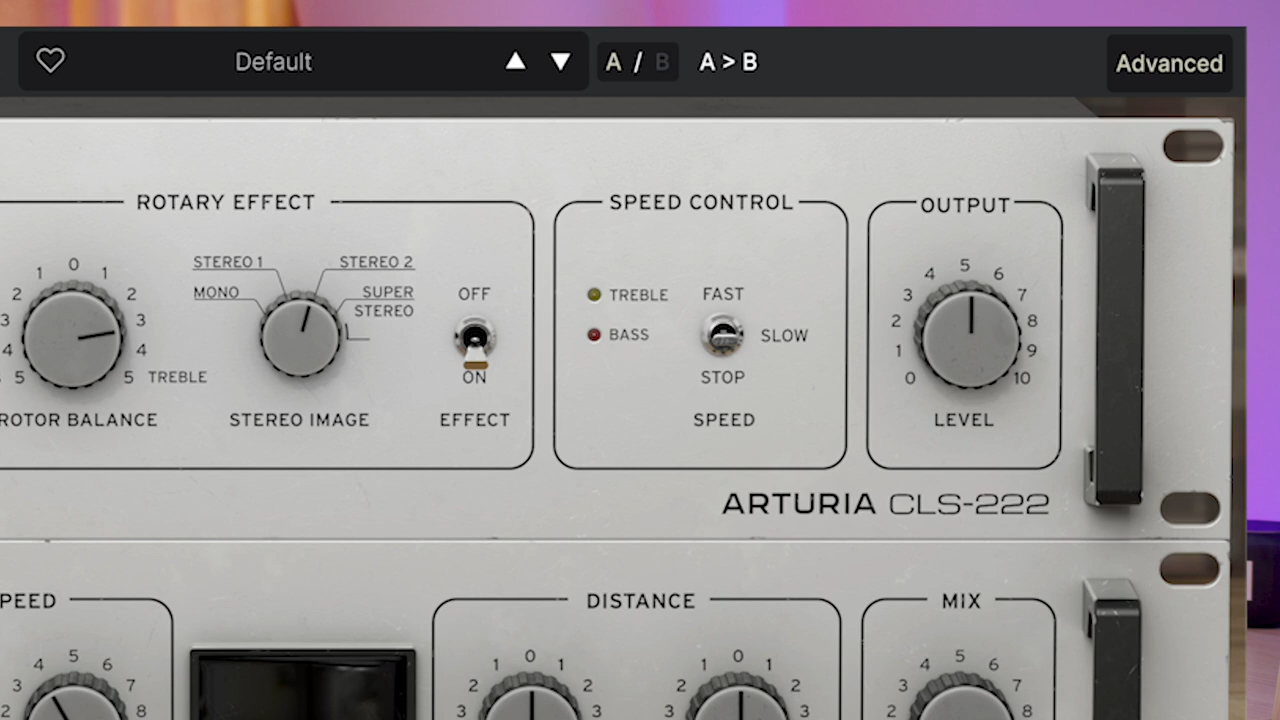 Default
A / B
A > B
Advanced
ROTARY EFFECT
1 0 1
2 2
3 3
4 4
5 5 TREBLE
ROTOR BALANCE
STEREO 1
STEREO 2
MONO
SUPER
STEREO
STEREO IMAGE
OFF
ON
EFFECT
SPEED CONTROL
TREBLE
BASS
FAST
SLOW
STOP
SPEED
OUTPUT
4 5 6
3 7
2 8
1 9
0 10
LEVEL
ARTURIA CLS-222
PEED
4 5 6
3 7
2 8
DISTANCE
1 0 1
2 2
3 3
1 0 1
2 2
3 3
MIX
4 5 6
3 7
2 8